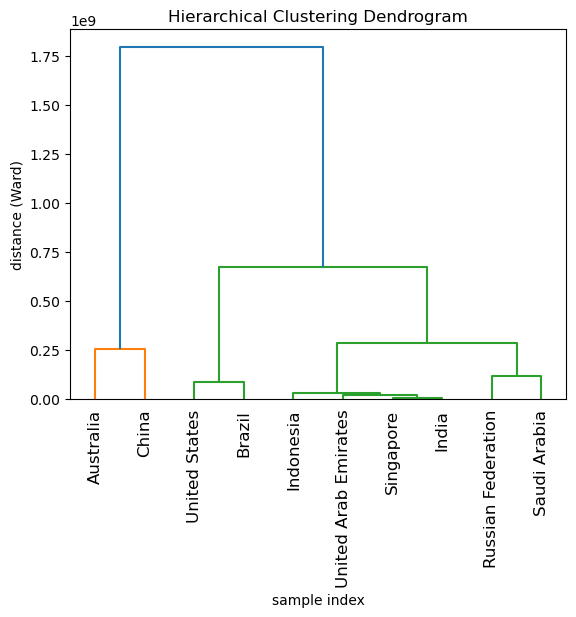 Hierarchical Clustering Dendrogram
1e9
1.75
1.50
1.25
1.00
0.75
0.50
0.25
0.00
distance (Ward)
Australia
China
United States
Brazil
Indonesia
United Arab Emirates
Singapore
India
Russian Federation
Saudi Arabia
sample index